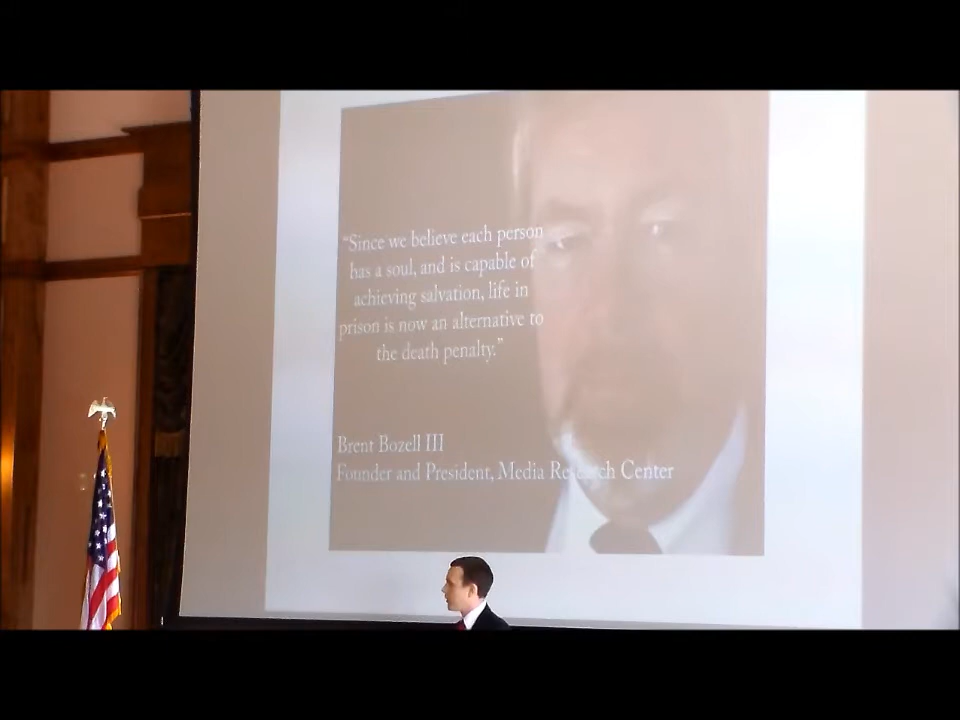 “Since we believe each person
has a soul, and is capable of
achieving salvation, life in
prison is now an alternative to
the death penalty.”
Brent Bozell III
Founder and President, Media Research Center